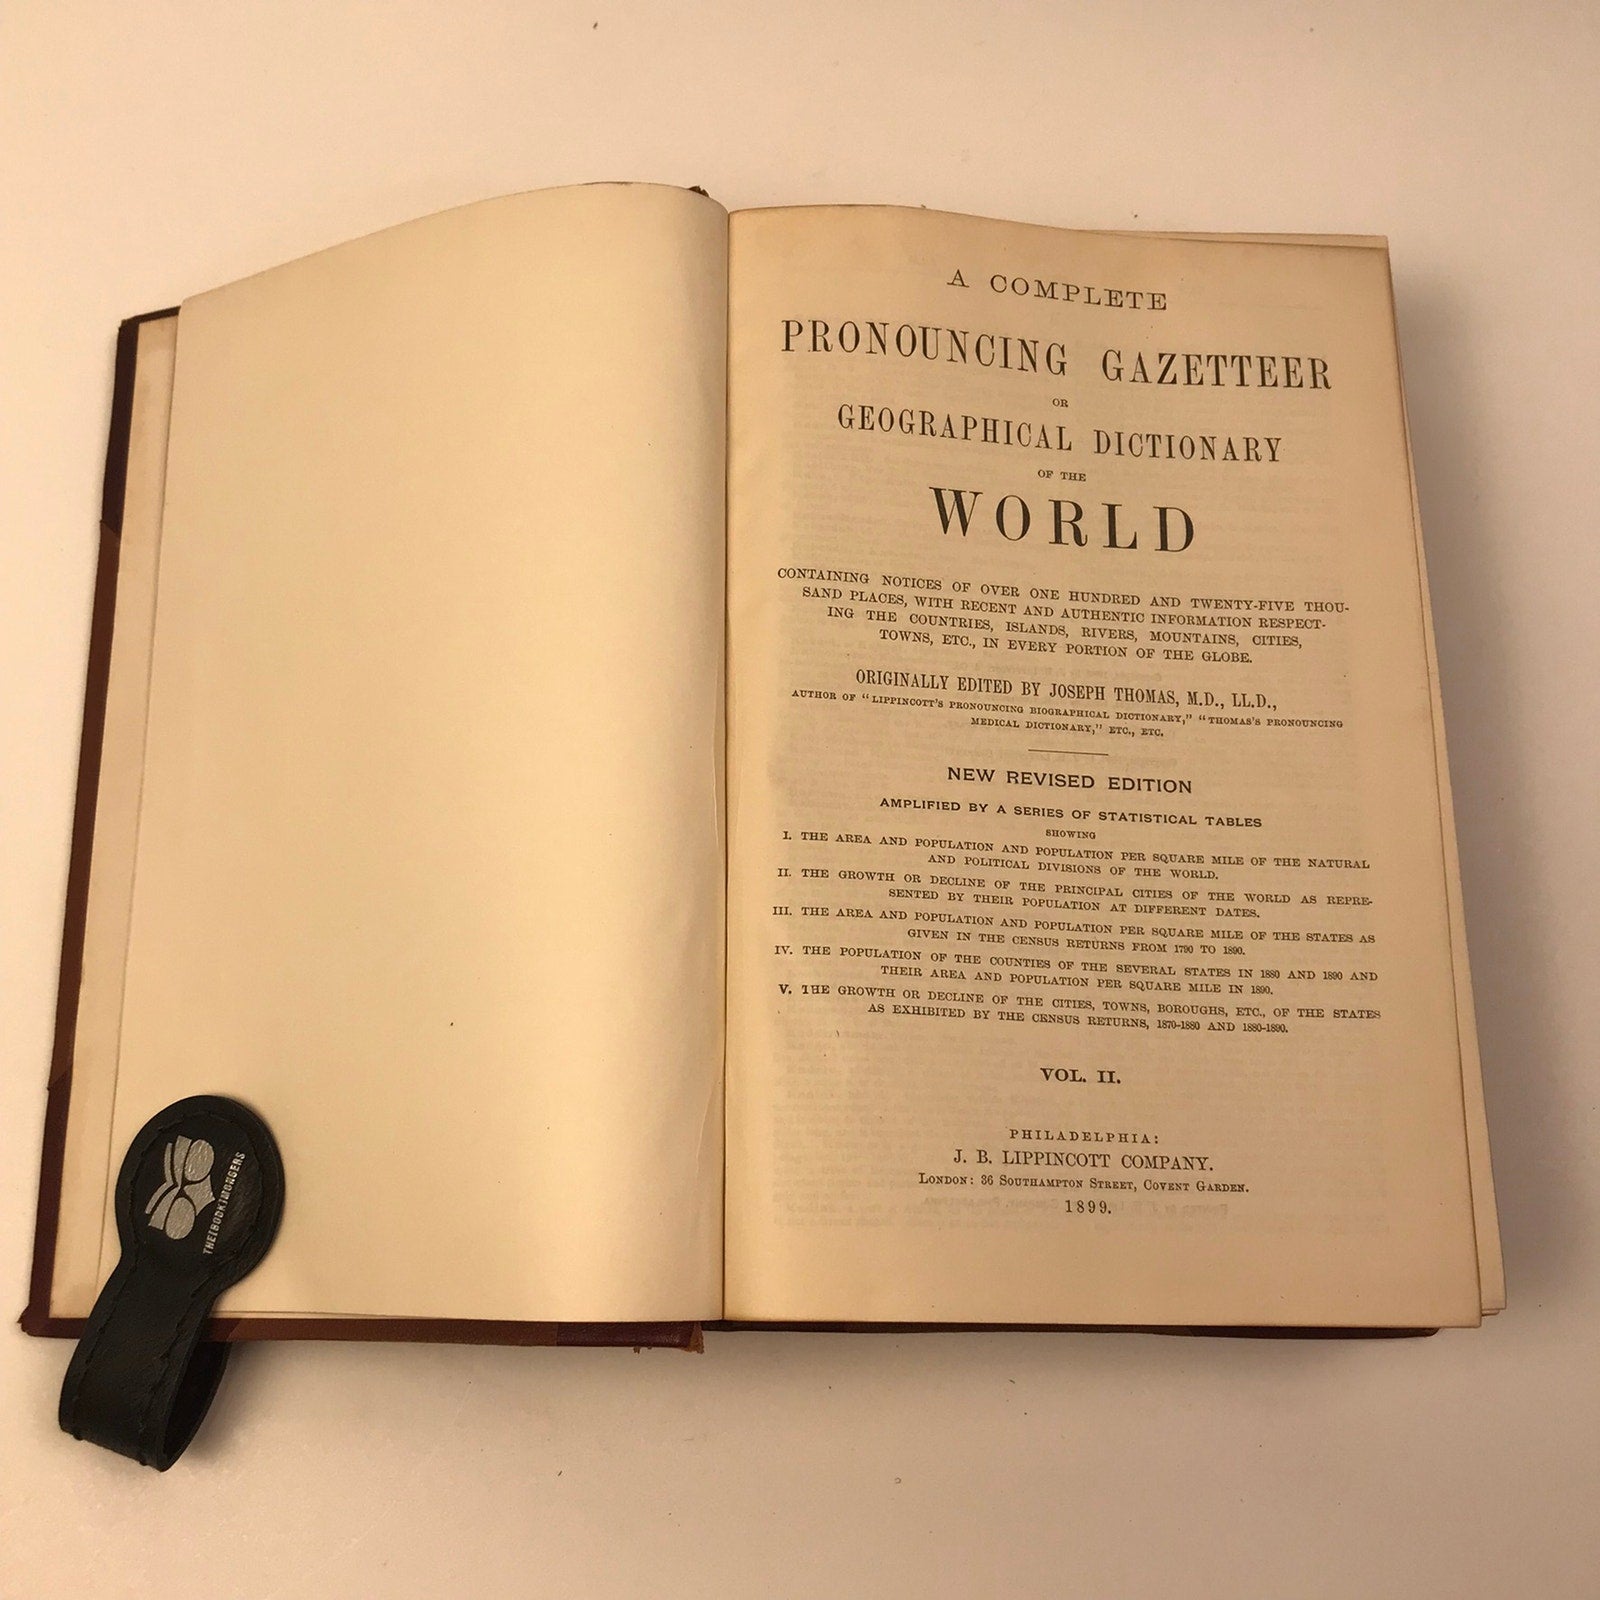 A COMPLETE
PRONOUNCING GAZETTEER
OR
GEOGRAPHICAL DICTIONARY
OF THE
WORLD
CONTAINING NOTICES OF OVER ONE HUNDRED AND TWENTY-FIVE THOU-
SAND PLACES, WITH RECENT AND AUTHENTIC INFORMATION RESPECT-
ING THE COUNTRIES, ISLANDS, RIVERS, MOUNTAINS, CITIES,
TOWNS, ETC., IN EVERY PORTION OF THE GLOBE.
ORIGINALLY EDITED BY JOSEPH THOMAS, M.D., LL.D.,
AUTHOR OF "LIPPINCOTT'S PRONOUNCING BIOGRAPHICAL DICTIONARY," "THOMAS'S PRONOUNCING
MEDICAL DICTIONARY," ETC., ETC.
NEW REVISED EDITION
AMPLIFIED BY A SERIES OF STATISTICAL TABLES
SHOWING
I. THE AREA AND POPULATION AND POPULATION PER SQUARE MILE OF THE NATURAL
AND POLITICAL DIVISIONS OF THE WORLD.
II. THE GROWTH OR DECLINE OF THE PRINCIPAL CITIES OF THE WORLD AS REPRE-
SENTED BY THEIR POPULATION AT DIFFERENT DATES.
III. THE AREA AND POPULATION AND POPULATION PER SQUARE MILE OF THE STATES AS
GIVEN IN THE CENSUS RETURNS FROM 1790 TO 1890.
IV. THE POPULATION OF THE COUNTIES OF THE SEVERAL STATES IN 1880 AND 1890 AND
THEIR AREA AND POPULATION PER SQUARE MILE IN 1890.
V. THE GROWTH OR DECLINE OF THE CITIES, TOWNS, BOROUGHS, ETC., OF THE STATES
AS EXHIBITED BY THE CENSUS RETURNS, 1870-1880 AND 1880-1890.
VOL. II.
PHILADELPHIA:
J. B. LIPPINCOTT COMPANY.
LONDON: 36 SOUTHAMPTON STREET, COVENT GARDEN.
1899.
THE|BOOK|MONGERS